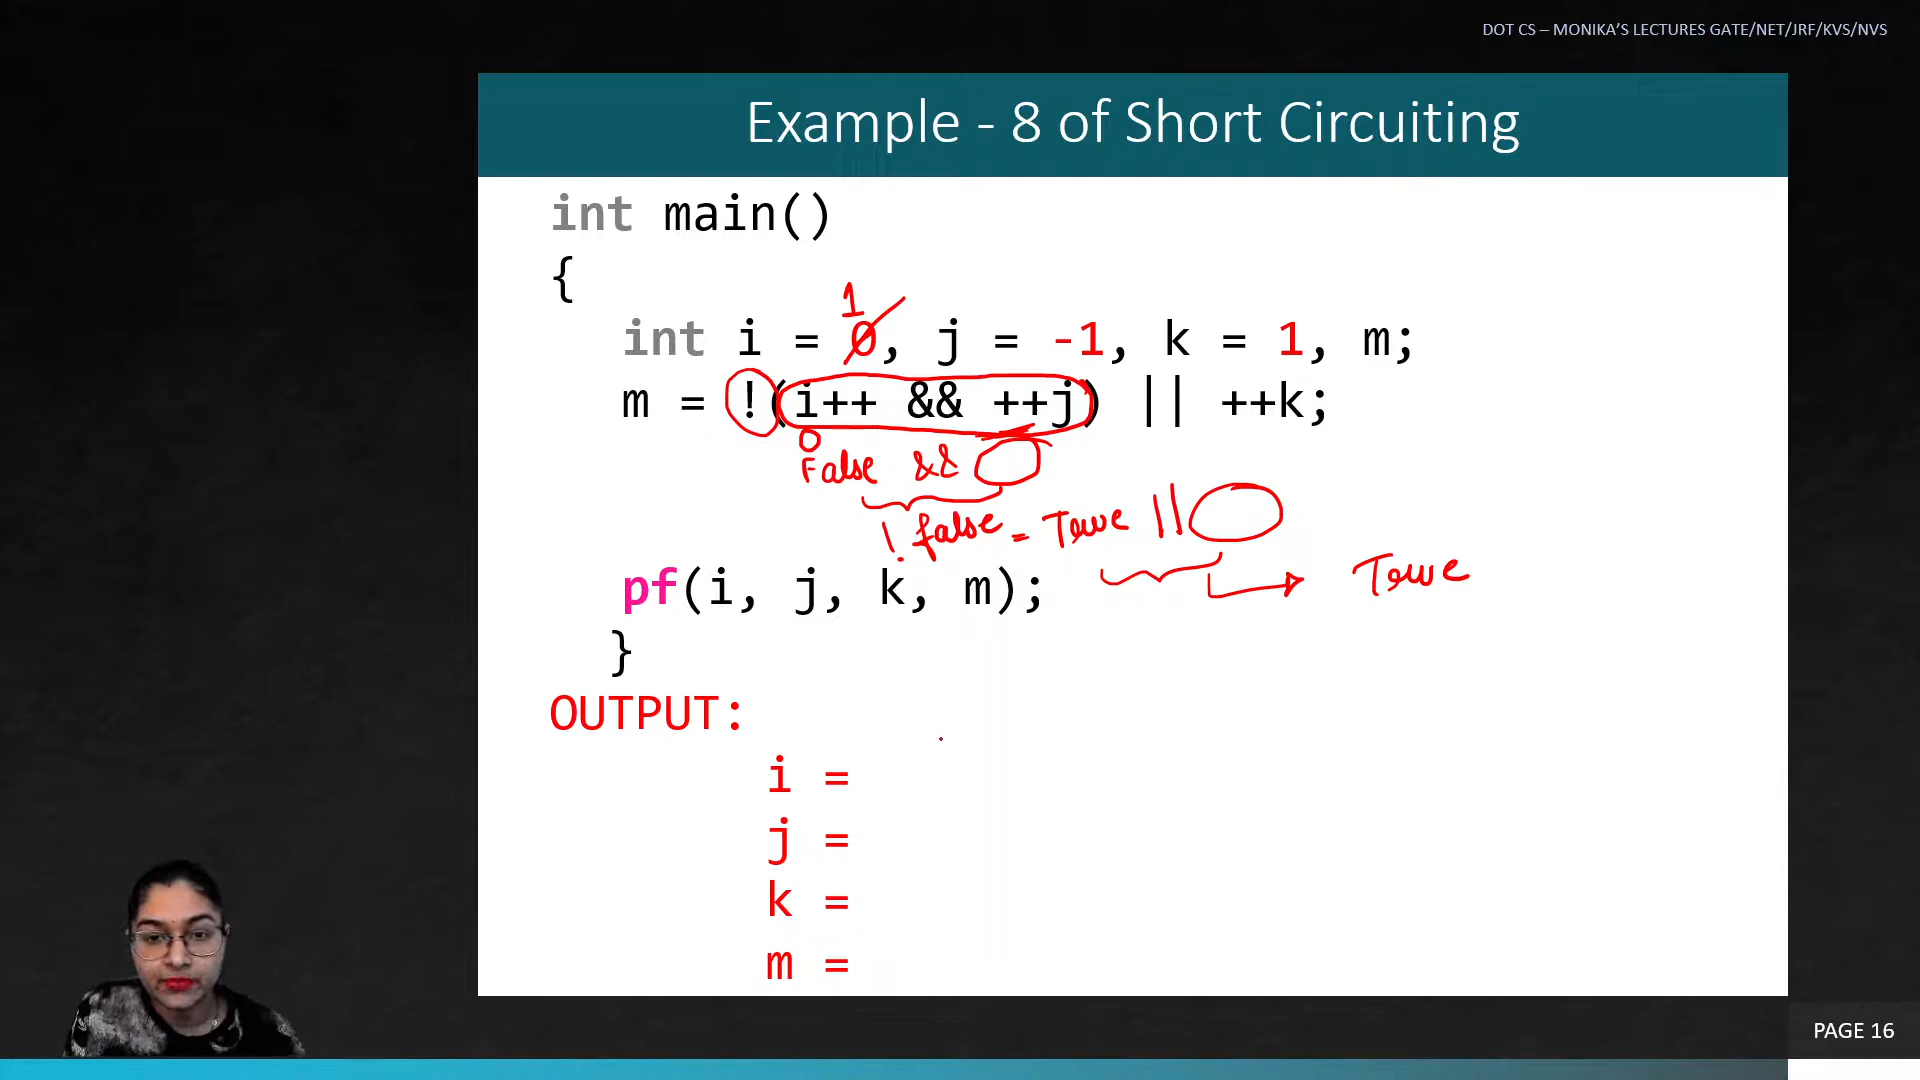 DOT CS – MONIKA'S LECTURES GATE/NET/JRF/KVS/NVS
Example - 8 of Short Circuiting
int main()
{
1
int i = 0, j = -1, k = 1, m;
m = !(i++ && ++j) || ++k;
0
False &&
! false = True ||
True
pf(i, j, k, m);
}
OUTPUT:
i =
j =
k =
m =
PAGE 16